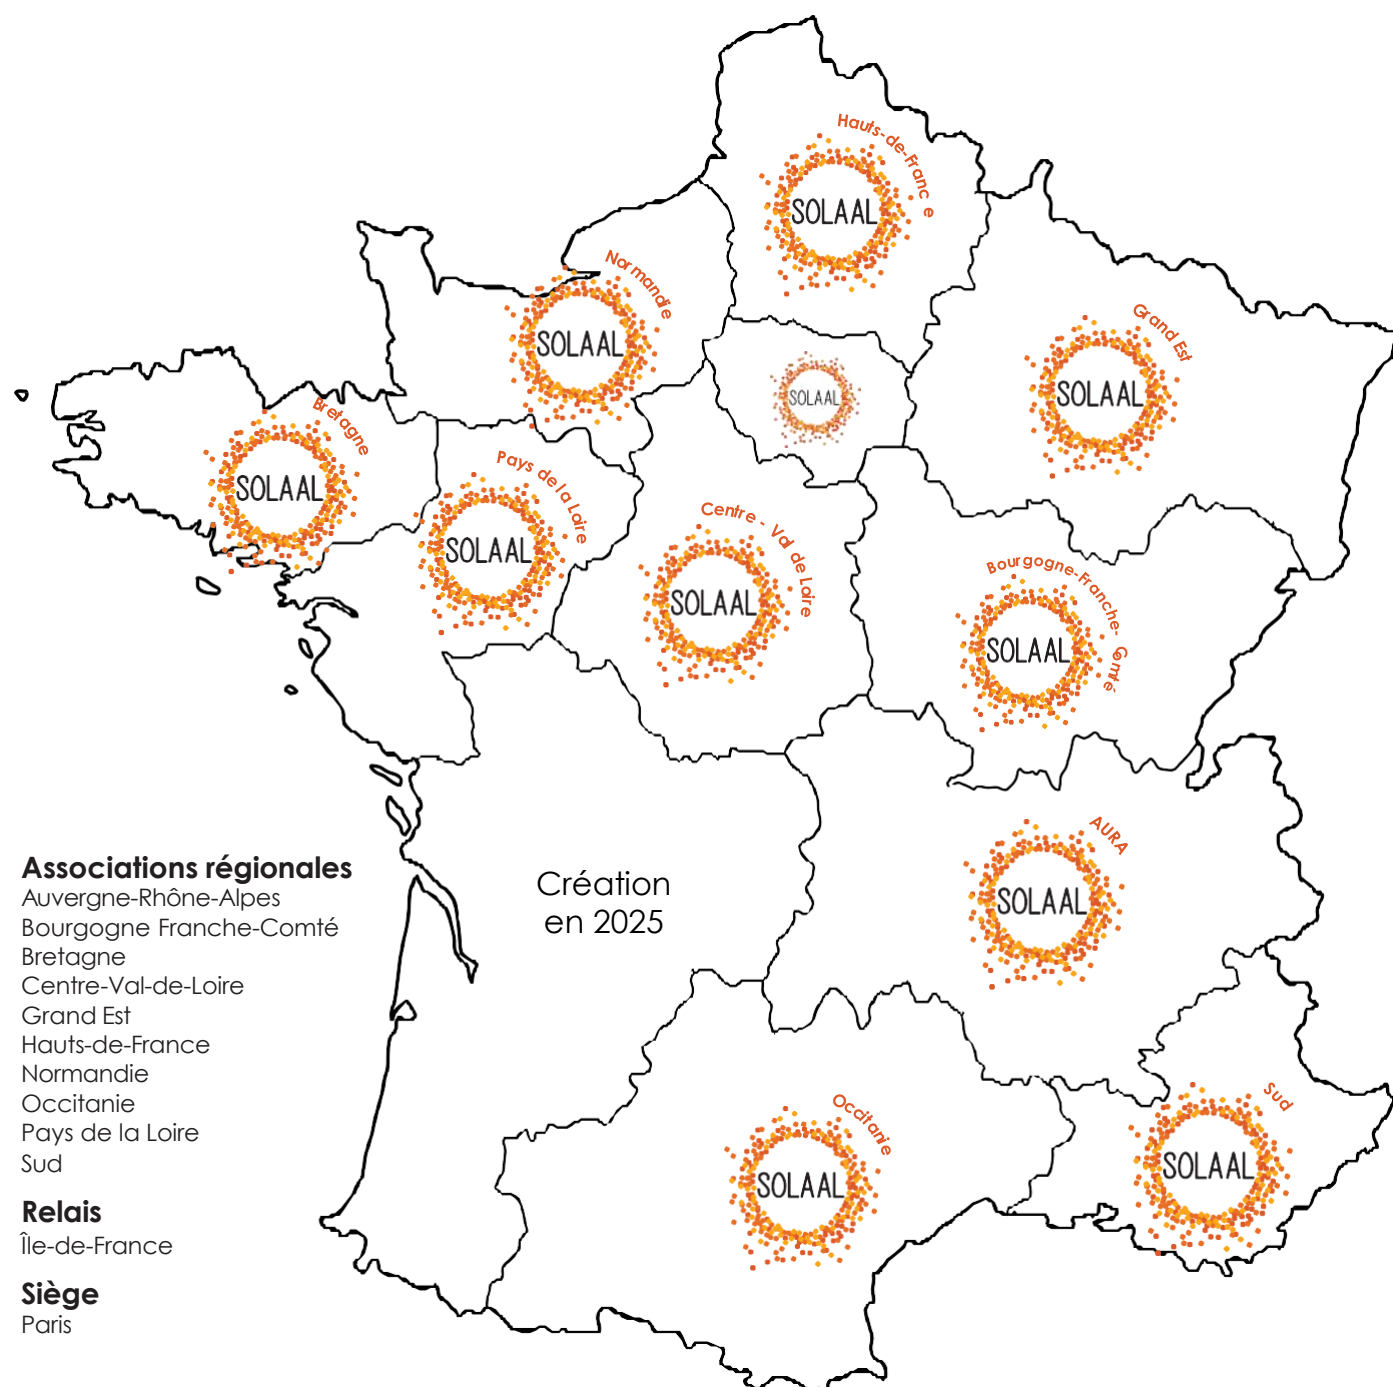 Hauts-de-France
SOLAAL
Normandie
SOLAAL
Grand Est
SOLAAL
SOLAAL
Bretagne
SOLAAL
Pays de la Loire
SOLAAL
Centre - Val de Loire
SOLAAL
Bourgogne-Franche-Comté
SOLAAL
AURA
SOLAAL
Création
en 2025
Occitanie
SOLAAL
Sud
SOLAAL
Associations régionales
Auvergne-Rhône-Alpes
Bourgogne Franche-Comté
Bretagne
Centre-Val-de-Loire
Grand Est
Hauts-de-France
Normandie
Occitanie
Pays de la Loire
Sud
Relais
Île-de-France
Siège
Paris